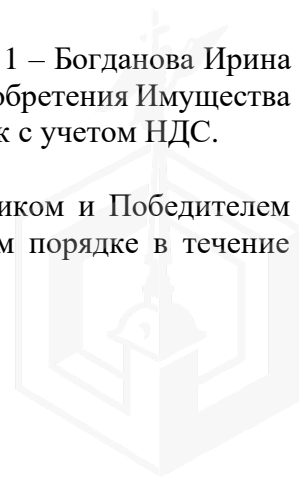 1 – Богданова Ирина
обретения Имущества
к с учетом НДС.
иком и Победителем
м порядке в течение